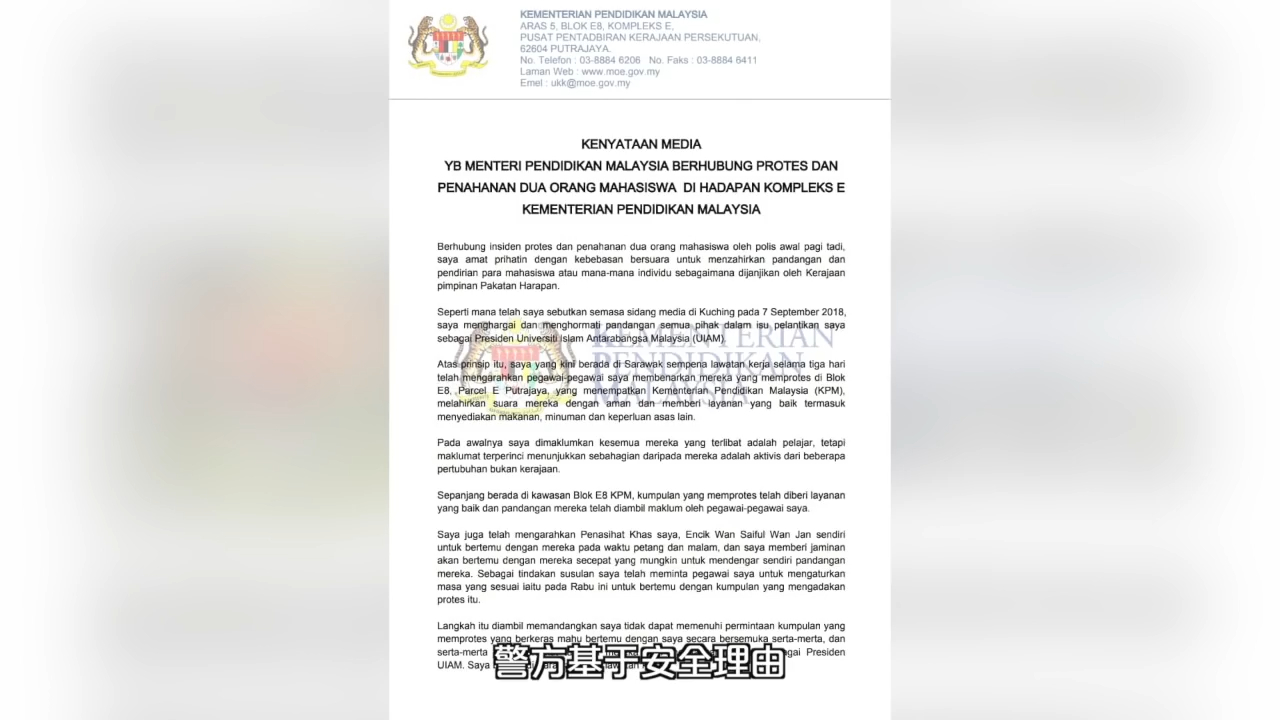 KEMENTERIAN PENDIDIKAN MALAYSIA
ARAS 5, BLOK E8, KOMPLEKS E,
PUSAT PENTADBIRAN KERAJAAN PERSEKUTUAN,
62604 PUTRAJAYA.
No. Telefon : 03-8884 6206 No. Faks : 03-8884 6411
Laman Web : www.moe.gov.my
Emel : ukk@moe.gov.my
KENYATAAN MEDIA
YB MENTERI PENDIDIKAN MALAYSIA BERHUBUNG PROTES DAN
PENAHANAN DUA ORANG MAHASISWA DI HADAPAN KOMPLEKS E
KEMENTERIAN PENDIDIKAN MALAYSIA
Berhubung insiden protes dan penahanan dua orang mahasiswa oleh polis awal pagi tadi,
saya amat prihatin dengan kebebasan bersuara untuk menzahirkan pandangan dan
pendirian para mahasiswa atau mana-mana individu sebagaimana dijanjikan oleh Kerajaan
pimpinan Pakatan Harapan.
Seperti mana telah saya sebutkan semasa sidang media di Kuching pada 7 September 2018,
saya menghargai dan menghormati pandangan semua pihak dalam isu pelantikan saya
sebagai Presiden Universiti Islam Antarabangsa Malaysia (UIAM).
KEMENTERIAN
PENDIDIKAN
MALAYSIA
Atas prinsip itu, saya yang kini berada di Sarawak sempena lawatan kerja selama tiga hari
telah mengarahkan pegawai-pegawai saya membenarkan mereka yang memprotes di Blok
E8, Parcel E Putrajaya, yang menempatkan Kementerian Pendidikan Malaysia (KPM),
melahirkan suara mereka dengan aman dan memberi layanan yang baik termasuk
menyediakan makanan, minuman dan keperluan asas lain.
Pada awalnya saya dimaklumkan kesemua mereka yang terlibat adalah pelajar, tetapi
maklumat terperinci menunjukkan sebahagian daripada mereka adalah aktivis dari beberapa
pertubuhan bukan kerajaan.
Sepanjang berada di kawasan Blok E8 KPM, kumpulan yang memprotes telah diberi layanan
yang baik dan pandangan mereka telah diambil maklum oleh pegawai-pegawai saya.
Saya juga telah mengarahkan Penasihat Khas saya, Encik Wan Saiful Wan Jan sendiri
untuk bertemu dengan mereka pada waktu petang dan malam, dan saya memberi jaminan
akan bertemu dengan mereka secepat yang mungkin untuk mendengar sendiri pandangan
mereka. Sebagai tindakan susulan saya telah meminta pegawai saya untuk mengaturkan
masa yang sesuai iaitu pada Rabu ini untuk bertemu dengan kumpulan yang mengadakan
protes itu.
Langkah itu diambil memandangkan saya tidak dapat memenuhi permintaan kumpulan yang
memprotes yang berkeras mahu bertemu dengan saya secara bersemuka serta-merta, dan
serta-merta Presiden
UIAM. Saya
警方基于安全理由